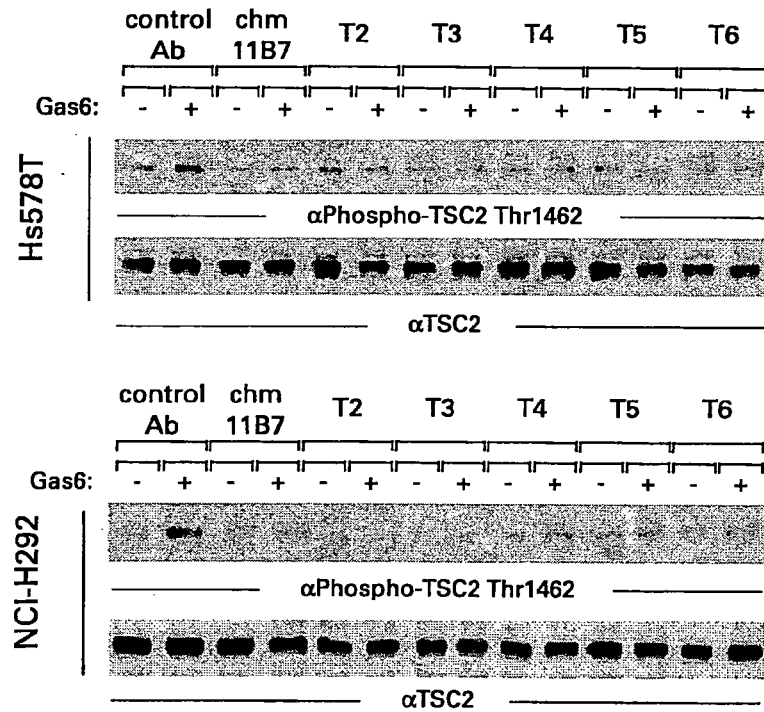 control Ab chm 11B7 T2 T3 T4 T5 T6
Gas6: - + - + - + - + - + - + - +
Hs578T
αPhospho-TSC2 Thr1462
αTSC2
control Ab chm 11B7 T2 T3 T4 T5 T6
Gas6: - + - + - + - + - + - + - +
NCI-H292
αPhospho-TSC2 Thr1462
αTSC2